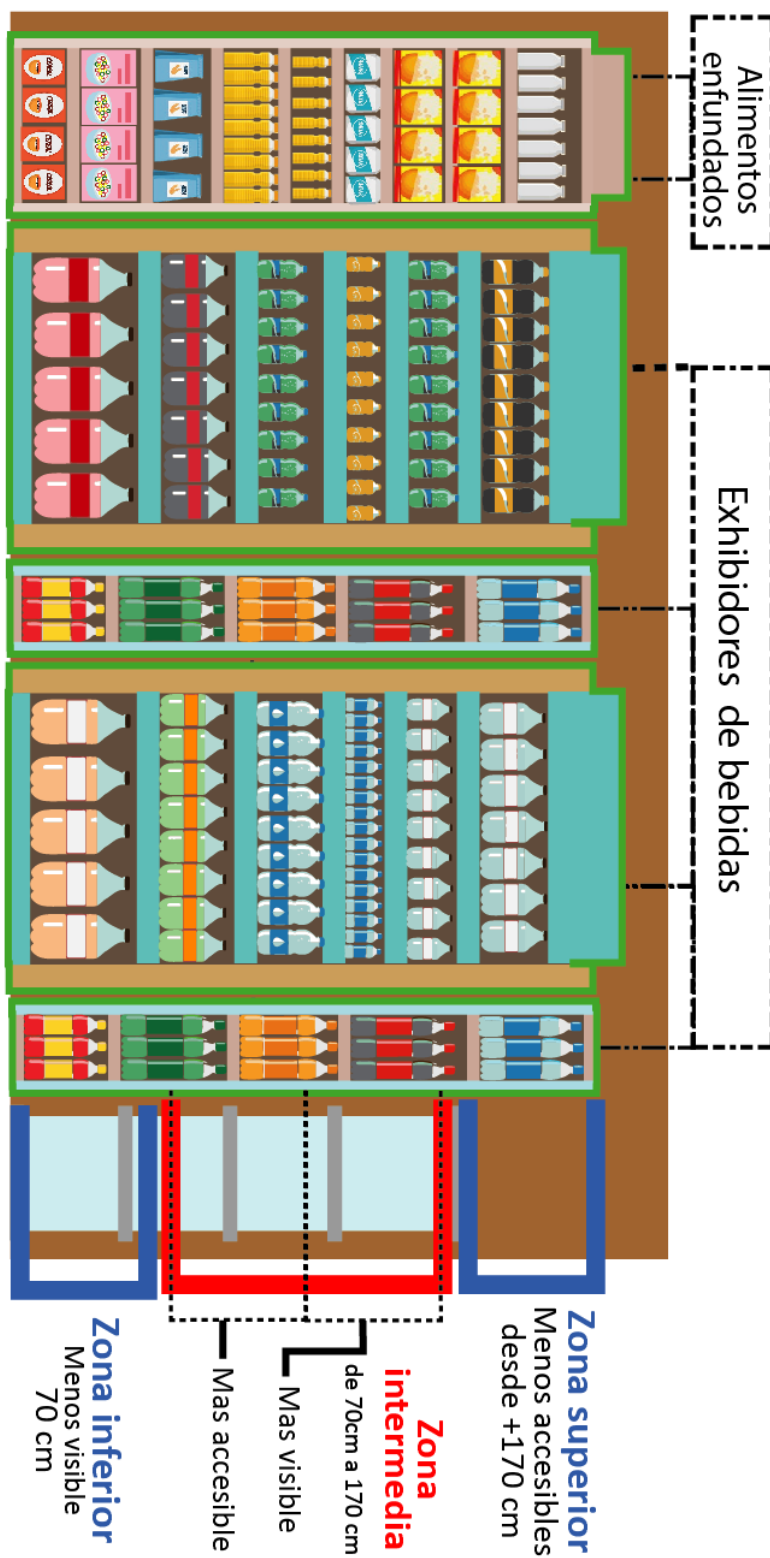 Alimentos
enfundados
Exhibidores de bebidas
Zona superior
Menos accesibles
desde +170 cm
Zona
intermedia
de 70cm a 170 cm
Mas visible
Mas accesible
Zona inferior
Menos visible
70 cm